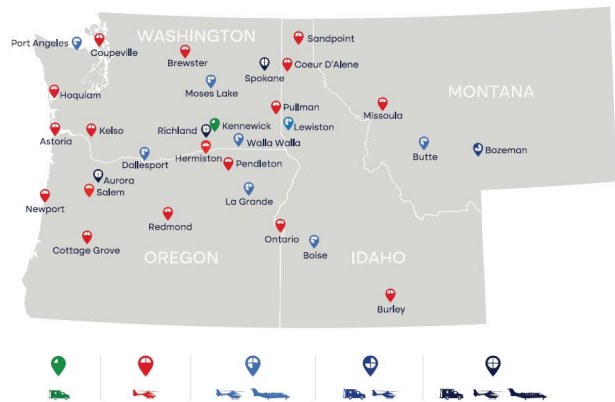 WASHINGTON
Sandpoint
Port Angeles
Coupeville
Brewster
Spokane
Coeur D'Alene
Moses Lake
MONTANA
Hoquiam
Pullman
Missoula
Kelso
Richland
Kennewick
Lewiston
Astoria
Walla Walla
Butte
Bozeman
Hermiston
Dallesport
Pendleton
Aurora
Salem
La Grande
Newport
Redmond
Ontario
Cottage Grove
Boise
OREGON
IDAHO
Burley